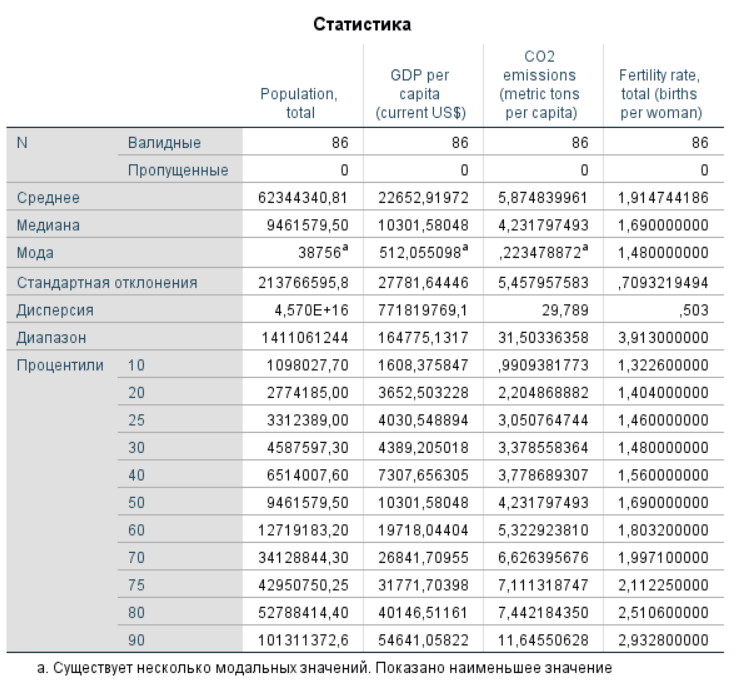 Статистика
Population, total GDP per capita (current US$) CO2 emissions (metric tons per capita) Fertility rate, total (births per woman)
N Валидные 86 86 86 86
Пропущенные 0 0 0 0
Среднее 62344340,81 22652,91972 5,874839961 1,914744186
Медиана 9461579,50 10301,58048 4,231797493 1,690000000
Мода 38756a 512,055098a ,223478872a 1,480000000
Стандартная отклонения 213766595,8 27781,64446 5,457957583 ,7093219494
Дисперсия 4,570E+16 771819769,1 29,789 ,503
Диапазон 1411061244 164775,1317 31,50336358 3,913000000
Процентили 10 1098027,70 1608,375847 ,9909381773 1,322600000
20 2774185,00 3652,503228 2,204868882 1,404000000
25 3312389,00 4030,548894 3,050764744 1,460000000
30 4587597,30 4389,205018 3,378558364 1,480000000
40 6514007,60 7307,656305 3,778689307 1,560000000
50 9461579,50 10301,58048 4,231797493 1,690000000
60 12719183,20 19718,04404 5,322923810 1,803200000
70 34128844,30 26841,70955 6,626395676 1,997100000
75 42950750,25 31771,70398 7,111318747 2,112250000
80 52788414,40 40146,51161 7,442184350 2,510600000
90 101311372,6 54641,05822 11,64550628 2,932800000
a. Существует несколько модальных значений. Показано наименьшее значение